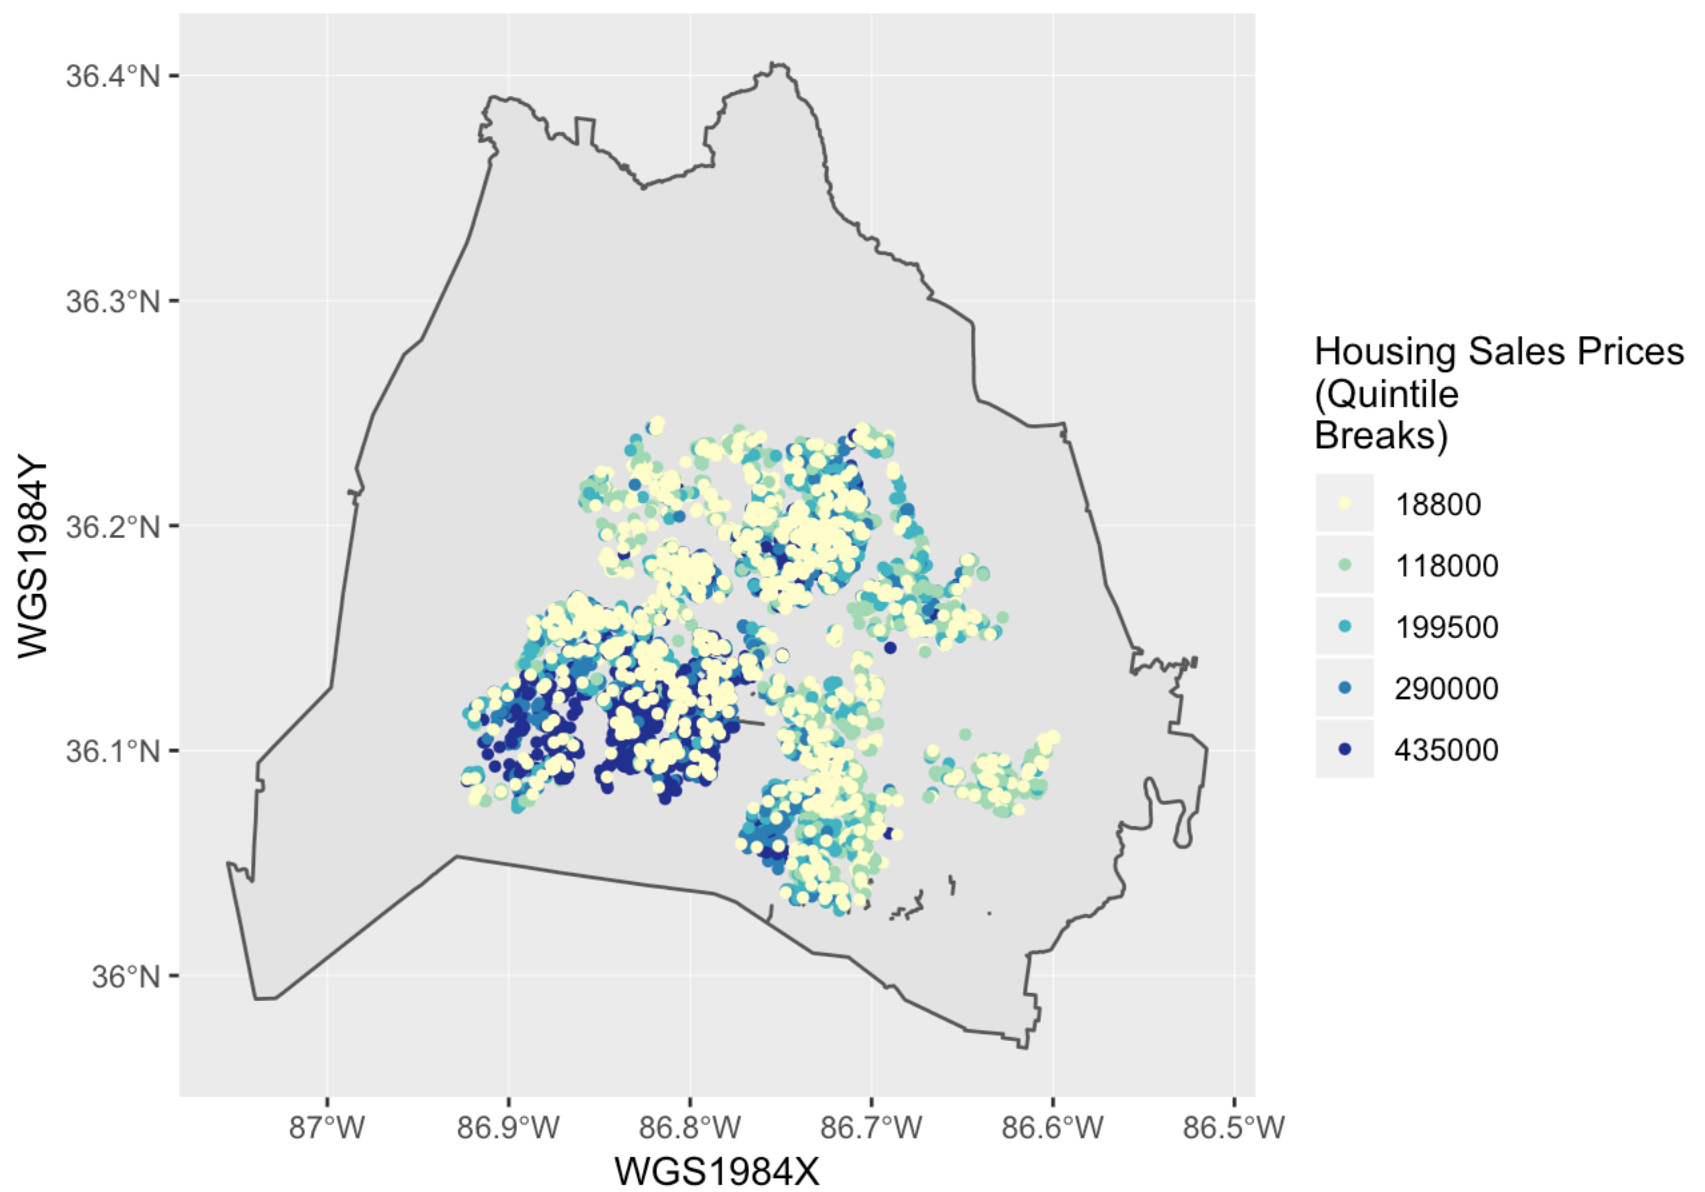 36.4°N
36.3°N
36.2°N
36.1°N
36°N
WGS1984Y
87°W 86.9°W 86.8°W 86.7°W 86.6°W 86.5°W
WGS1984X
Housing Sales Prices
(Quintile
Breaks)
18800
118000
199500
290000
435000